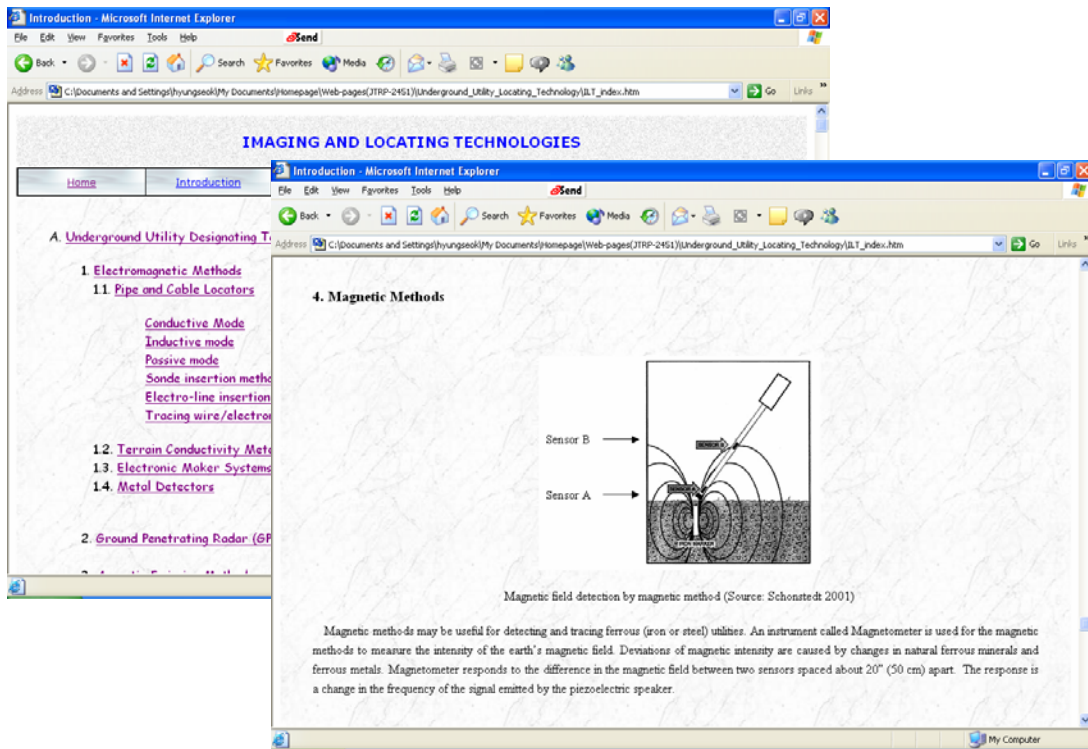 Introduction - Microsoft Internet Explorer
File Edit View Favorites Tools Help Send
Back Search Favorites Media
Address C:\Documents and Settings\hyungseok\My Documents\Homepage\Web-pages(JTRP-2451)\Underground_Utility_Locating_Technology\ILT_index.htm Go Links
IMAGING AND LOCATING TECHNOLOGIES
Home Introduction
A. Underground Utility Designating
1. Electromagnetic Methods
1.1. Pipe and Cable Locators
Conductive Mode
Inductive mode
Passive mode
Sonde insertion metho
Electro-line insertion
Tracing wire/electro
1.2. Terrain Conductivity Mete
1.3. Electronic Maker Systems
1.4. Metal Detectors
2. Ground Penetrating Radar (GP
Introduction - Microsoft Internet Explorer
File Edit View Favorites Tools Help Send
Back Search Favorites Media
Address C:\Documents and Settings\hyungseok\My Documents\Homepage\Web-pages(JTRP-2451)\Underground_Utility_Locating_Technology\ILT_index.htm Go Links
4. Magnetic Methods
Sensor B
SENSOR B
Sensor A
SENSOR A
IRON MARKER
Magnetic field detection by magnetic method (Source: Schonstedt 2001)
Magnetic methods may be useful for detecting and tracing ferrous (iron or steel) utilities. An instrument called Magnetometer is used for the magnetic
methods to measure the intensity of the earth's magnetic field. Deviations of magnetic intensity are caused by changes in natural ferrous minerals and
ferrous metals. Magnetometer responds to the difference in the magnetic field between two sensors spaced about 20" (50 cm) apart. The response is
a change in the frequency of the signal emitted by the piezoelectric speaker.
My Computer